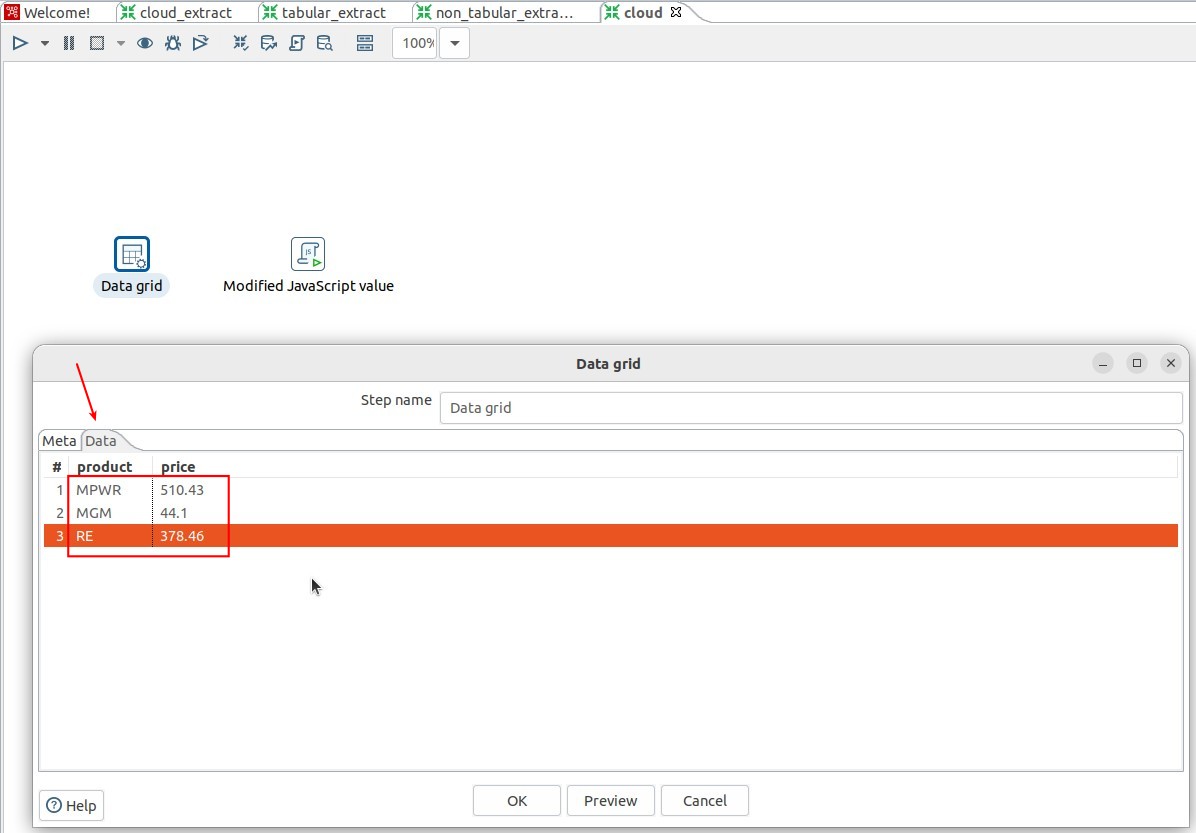 Welcome! cloud_extract tabular_extract non_tabular_extra... cloud
100%
Data grid Modified JavaScript value
JS
Data grid
Step name Data grid
Meta Data
# product price
1 MPWR 510.43
2 MGM 44.1
3 RE 378.46
? Help OK Preview Cancel